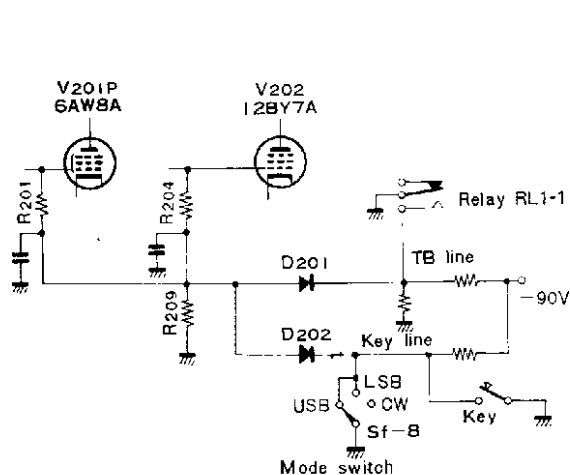 V201P
6AW8A
V202
12BY7A
R201
R204
Relay RL1-1
TB line
D201
-90V
R209
D202
Key line
LSB
USB
CW
Sf-8
Key
Mode switch